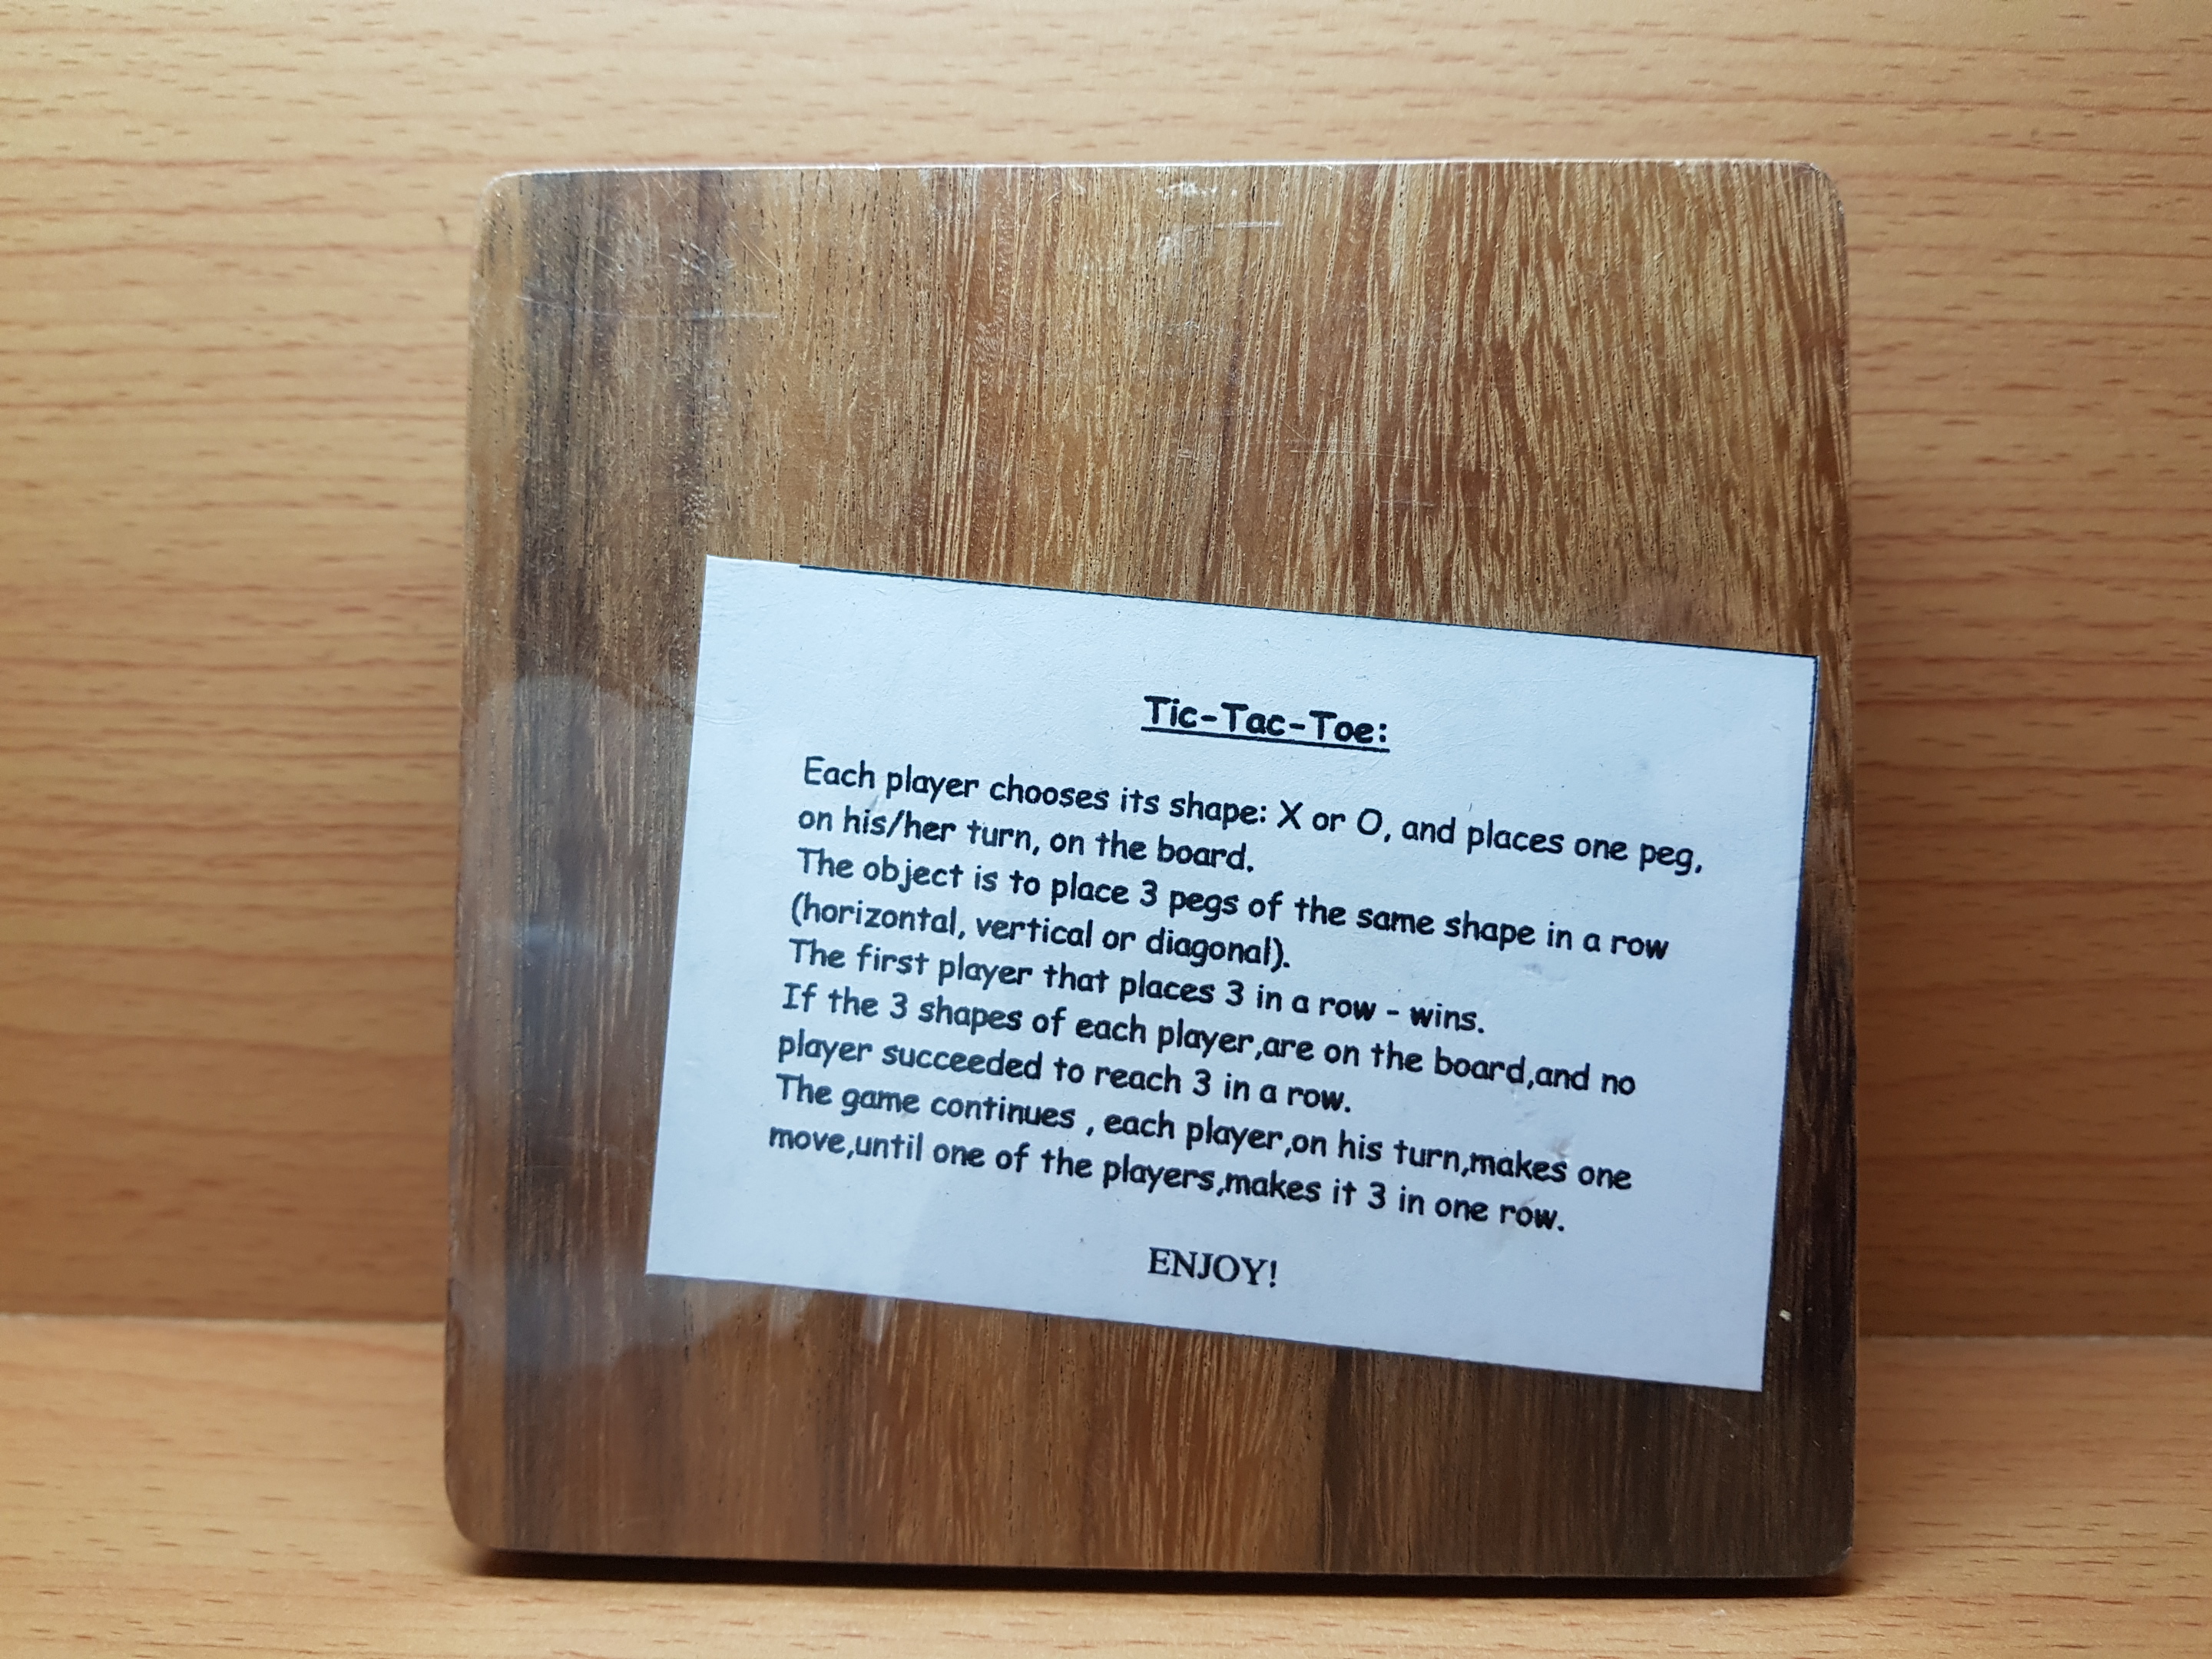 Tic-Tac-Toe:
Each player chooses its shape: X or O, and places one peg,
on his/her turn, on the board.
The object is to place 3 pegs of the same shape in a row
(horizontal, vertical or diagonal).
The first player that places 3 in a row - wins.
If the 3 shapes of each player,are on the board,and no
player succeeded to reach 3 in a row.
The game continues , each player,on his turn,makes one
move,until one of the players,makes it 3 in one row.
ENJOY!